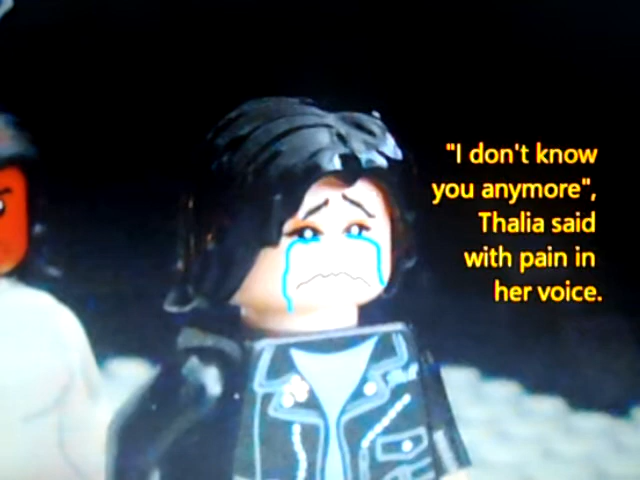 "I don't know
you anymore",
Thalia said
with pain in
her voice.